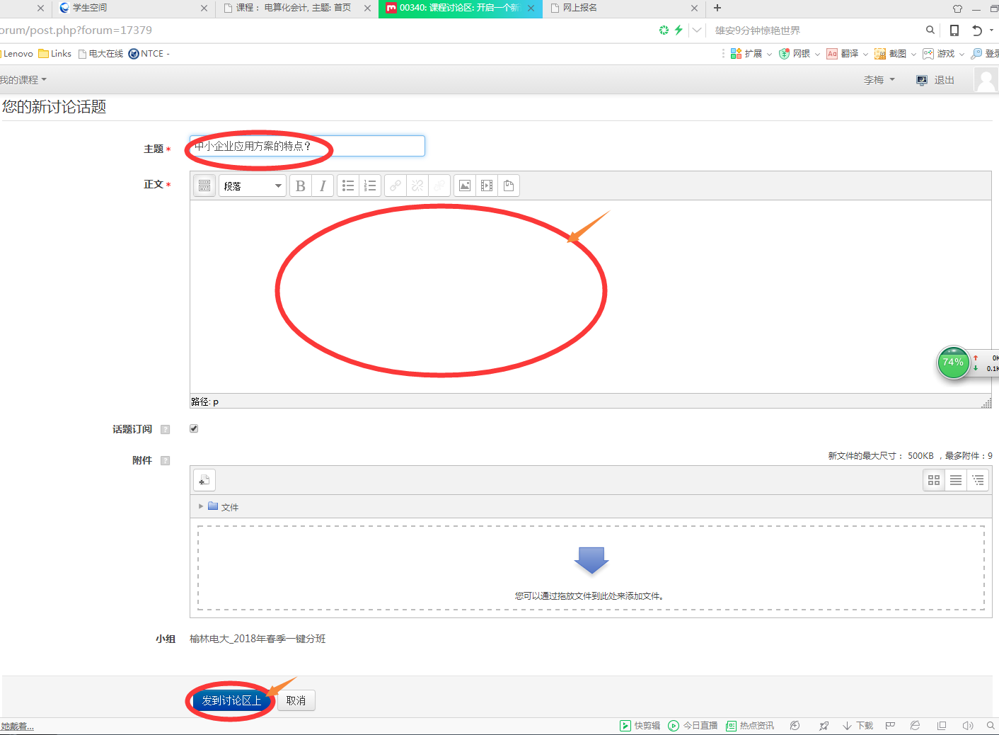 学生空间
课程： 电算化会计, 主题: 首页
00340: 课程讨论区: 开启一个新
网上报名
orum/post.php?forum=17379
雄安9分钟惊艳世界
Lenovo Links 电大在线 NTCE -
扩展 网银 翻译 截图 游戏 登录
我的课程 李梅 退出
您的新讨论话题
主题 *
中小企业应用方案的特点?
正文 *
段落 B I
路径: p
74%
0K
0.1K
话题订阅 ?
附件 ?
新文件的最大尺寸： 500KB ，最多附件：9
文件
您可以通过拖放文件到此处来添加文件。
小组 榆林电大_2018年春季一键分班
发到讨论区上 取消
她戴着...
快剪辑 今日直播 热点资讯 下载